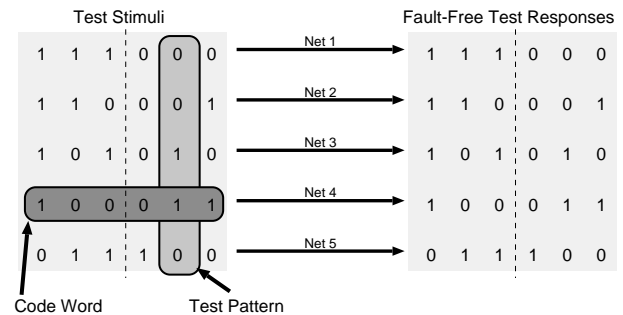 Test Stimuli Fault-Free Test Responses
1 1 1 0 0 0 Net 1 1 1 1 0 0 0
1 1 0 0 0 1 Net 2 1 1 0 0 0 1
1 0 1 0 1 0 Net 3 1 0 1 0 1 0
1 0 0 0 1 1 Net 4 1 0 0 0 1 1
0 1 1 1 0 0 Net 5 0 1 1 1 0 0
Code Word Test Pattern